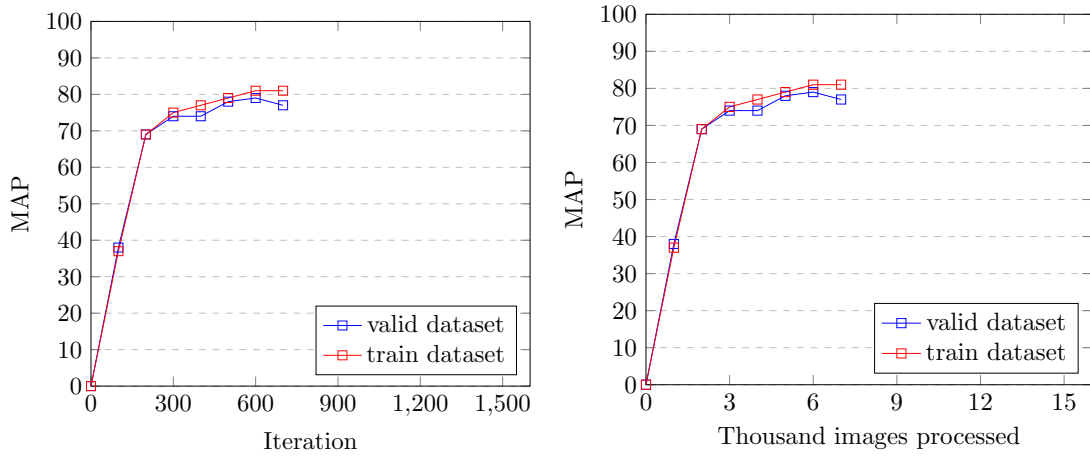 100
90
80
70
60
50
40
30
20
10
0
MAP
valid dataset
train dataset
0 300 600 900 1,200 1,500
Iteration
100
90
80
70
60
50
40
30
20
10
0
MAP
valid dataset
train dataset
0 3 6 9 12 15
Thousand images processed